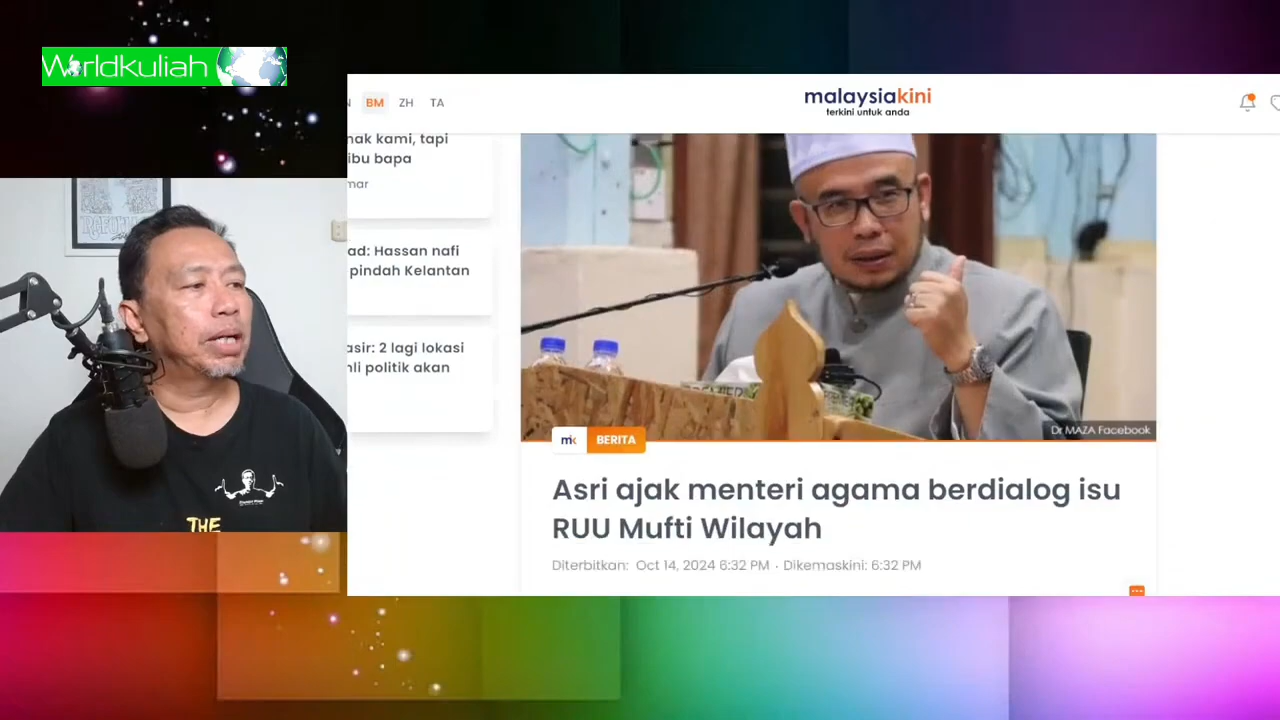 Worldkuliah
BM ZH TA
malaysiakini
terkini untuk anda
nak kami, tapi
ibu bapa
mar
ad: Hassan nafi
pindah Kelantan
asir: 2 lagi lokasi
politik akan
Dr MAZA Facebook
mk BERITA
Asri ajak menteri agama berdialog isu
RUU Mufti Wilayah
Diterbitkan: Oct 14, 2024 6:32 PM · Dikemaskini: 6:32 PM
THE